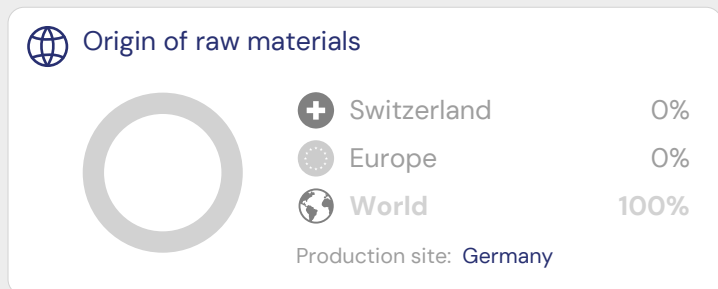 Origin of raw materials
Switzerland 0%
Europe 0%
World 100%
Production site: Germany